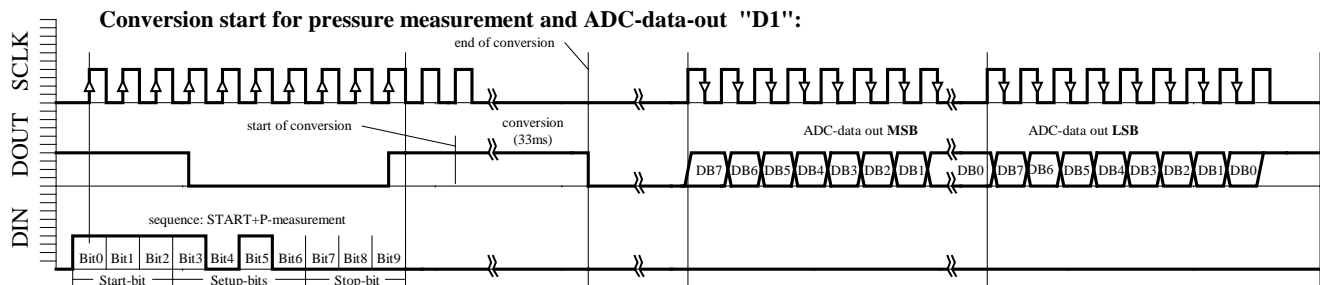 Conversion start for pressure measurement and ADC-data-out "D1":
end of conversion
SCLK
start of conversion
conversion
(33ms)
ADC-data out MSB
ADC-data out LSB
DOUT
DB7 DB6 DB5 DB4 DB3 DB2 DB1 DB0 DB7 DB6 DB5 DB4 DB3 DB2 DB1 DB0
sequence: START+P-measurement
DIN
Bit0 Bit1 Bit2 Bit3 Bit4 Bit5 Bit6 Bit7 Bit8 Bit9
Start-bit Setup-bits Stop-bit